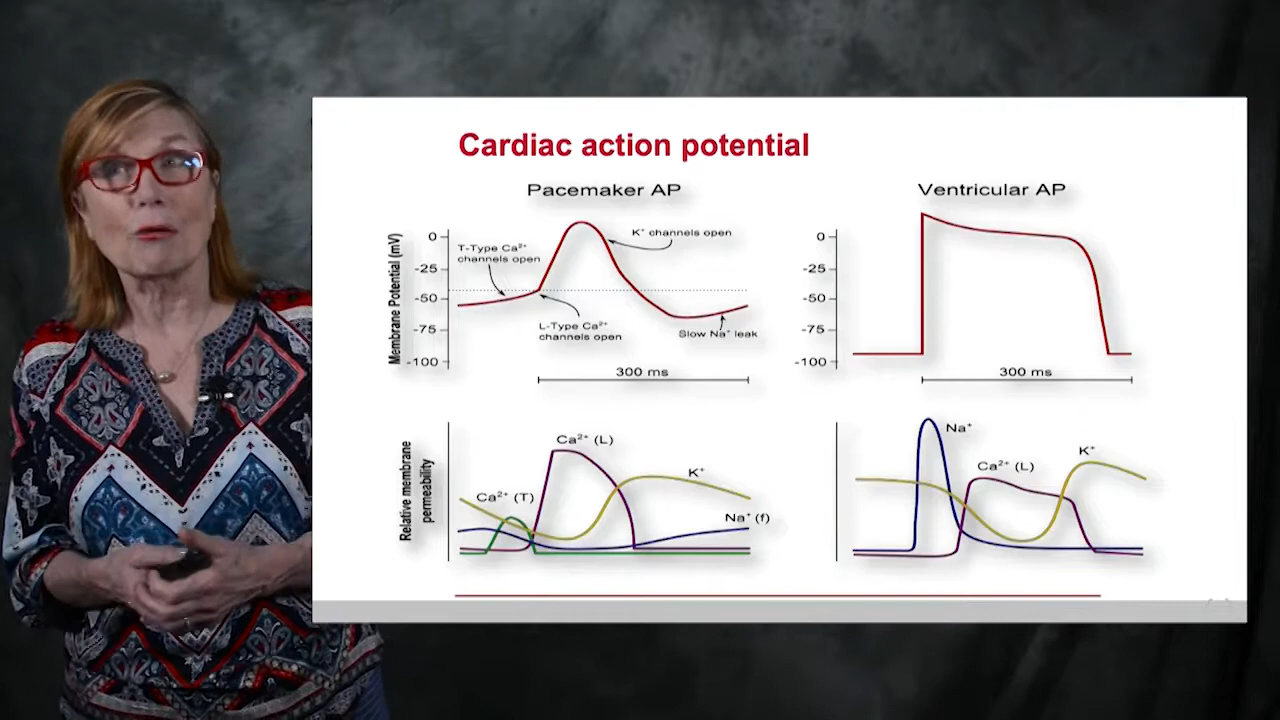 Cardiac action potential
Pacemaker AP
Membrane Potential (mV)
0
-25
-50
-75
-100
T-Type Ca²⁺
channels open
K⁺ channels open
L-Type Ca²⁺
channels open
Slow Na⁺ leak
300 ms
Ventricular AP
0
-25
-50
-75
-100
300 ms
Relative membrane
permeability
Ca²⁺ (T)
Ca²⁺ (L)
K⁺
Na⁺ (f)
Na⁺
Ca²⁺ (L)
K⁺